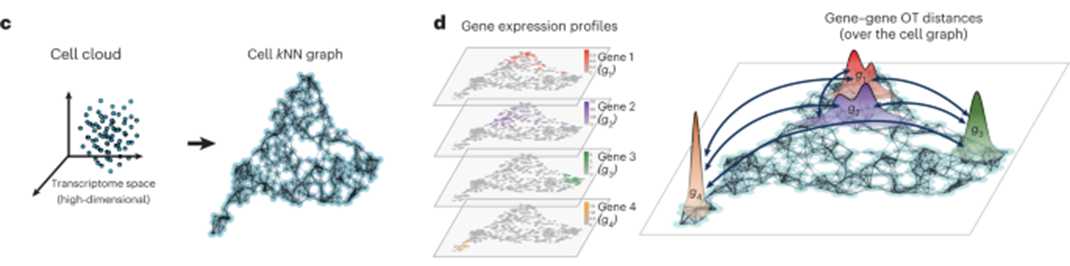 c
Cell cloud
Transcriptome space
(high-dimensional)
Cell kNN graph
d
Gene expression profiles
Gene 1
(g₁)
Gene 2
(g₂)
Gene 3
(g₃)
Gene 4
(g₄)
Gene–gene OT distances
(over the cell graph)
g₁
g₂
g₃
g₄